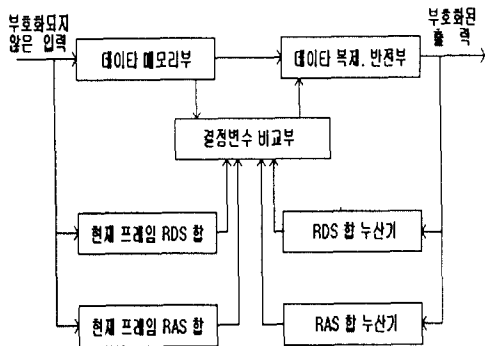 부호화되지
않은 입력
부호화된
출 력
데이타 메모리부
데이타 복제, 반전부
결정변수 비교부
현재 프레임 RDS 합
RDS 합 누산기
현재 프레임 RAS 합
RAS 합 누산기